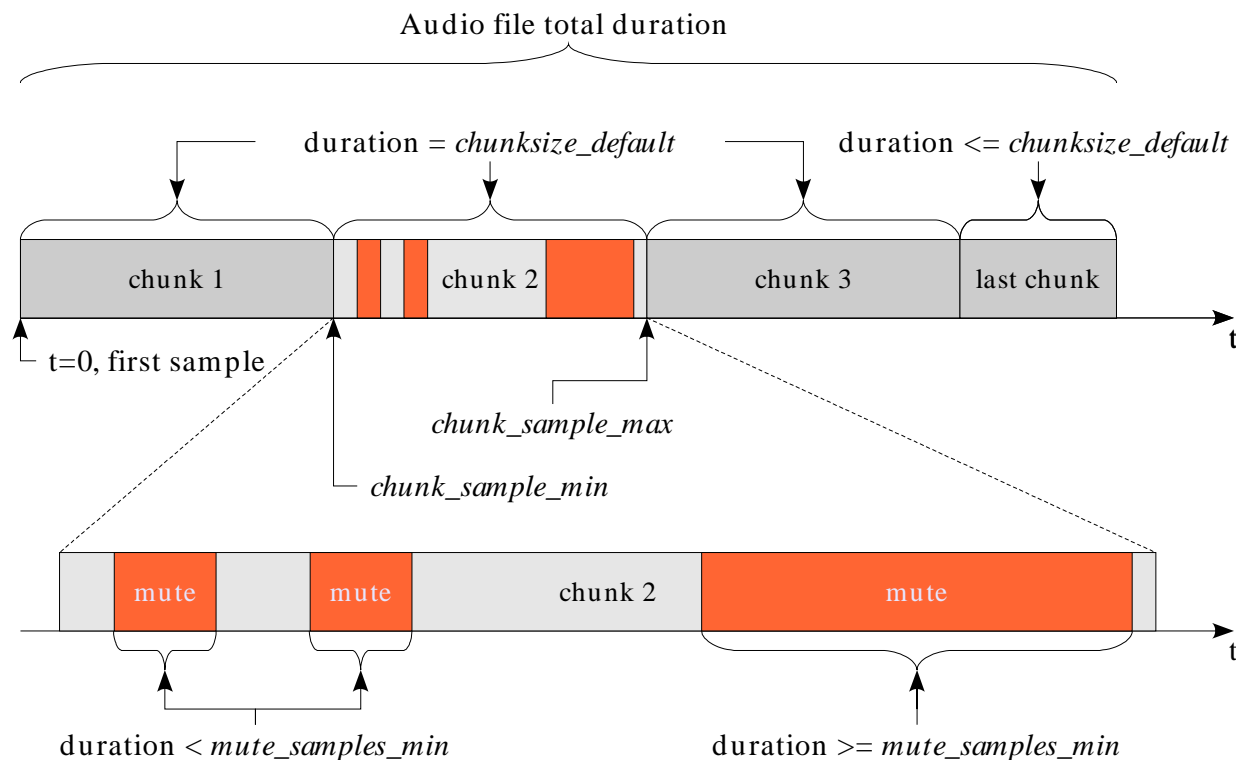 Audio file total duration
duration = chunksize_default
duration <= chunksize_default
chunk 1
chunk 2
chunk 3
last chunk
t
t=0, first sample
chunk_sample_max
chunk_sample_min
mute
mute
chunk 2
mute
t
duration < mute_samples_min
duration >= mute_samples_min